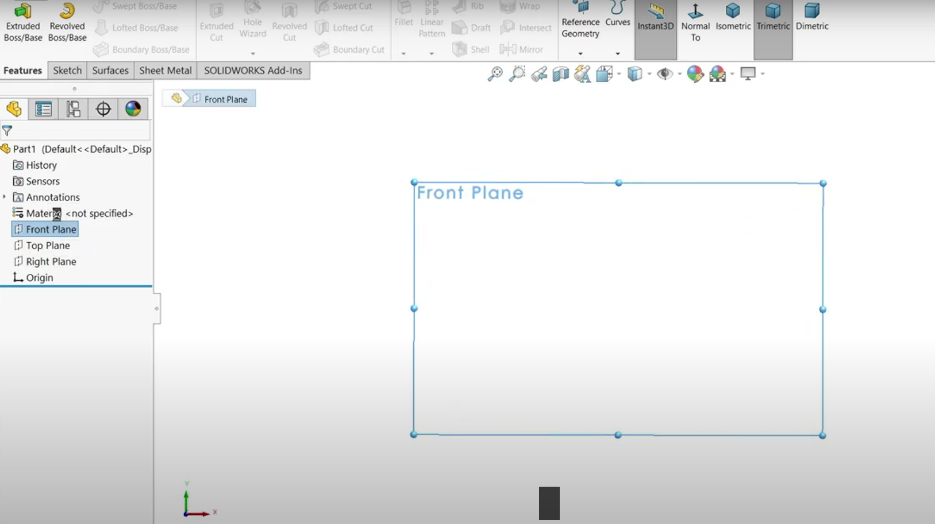 Extruded Boss/Base
Revolved Boss/Base
Swept Boss/Base
Lofted Boss/Base
Boundary Boss/Base
Extruded Cut
Hole Wizard
Revolved Cut
Swept Cut
Lofted Cut
Boundary Cut
Fillet
Linear Pattern
Rib
Draft
Shell
Wrap
Intersect
Mirror
Reference Geometry
Curves
Instant3D
Normal To
Isometric
Trimetric
Dimetric
Features
Sketch
Surfaces
Sheet Metal
SOLIDWORKS Add-Ins
Front Plane
Part1 (Default<<Default>_Disp
History
Sensors
Annotations
Mater <not specified>
Front Plane
Top Plane
Right Plane
Origin
Front Plane
Y
X